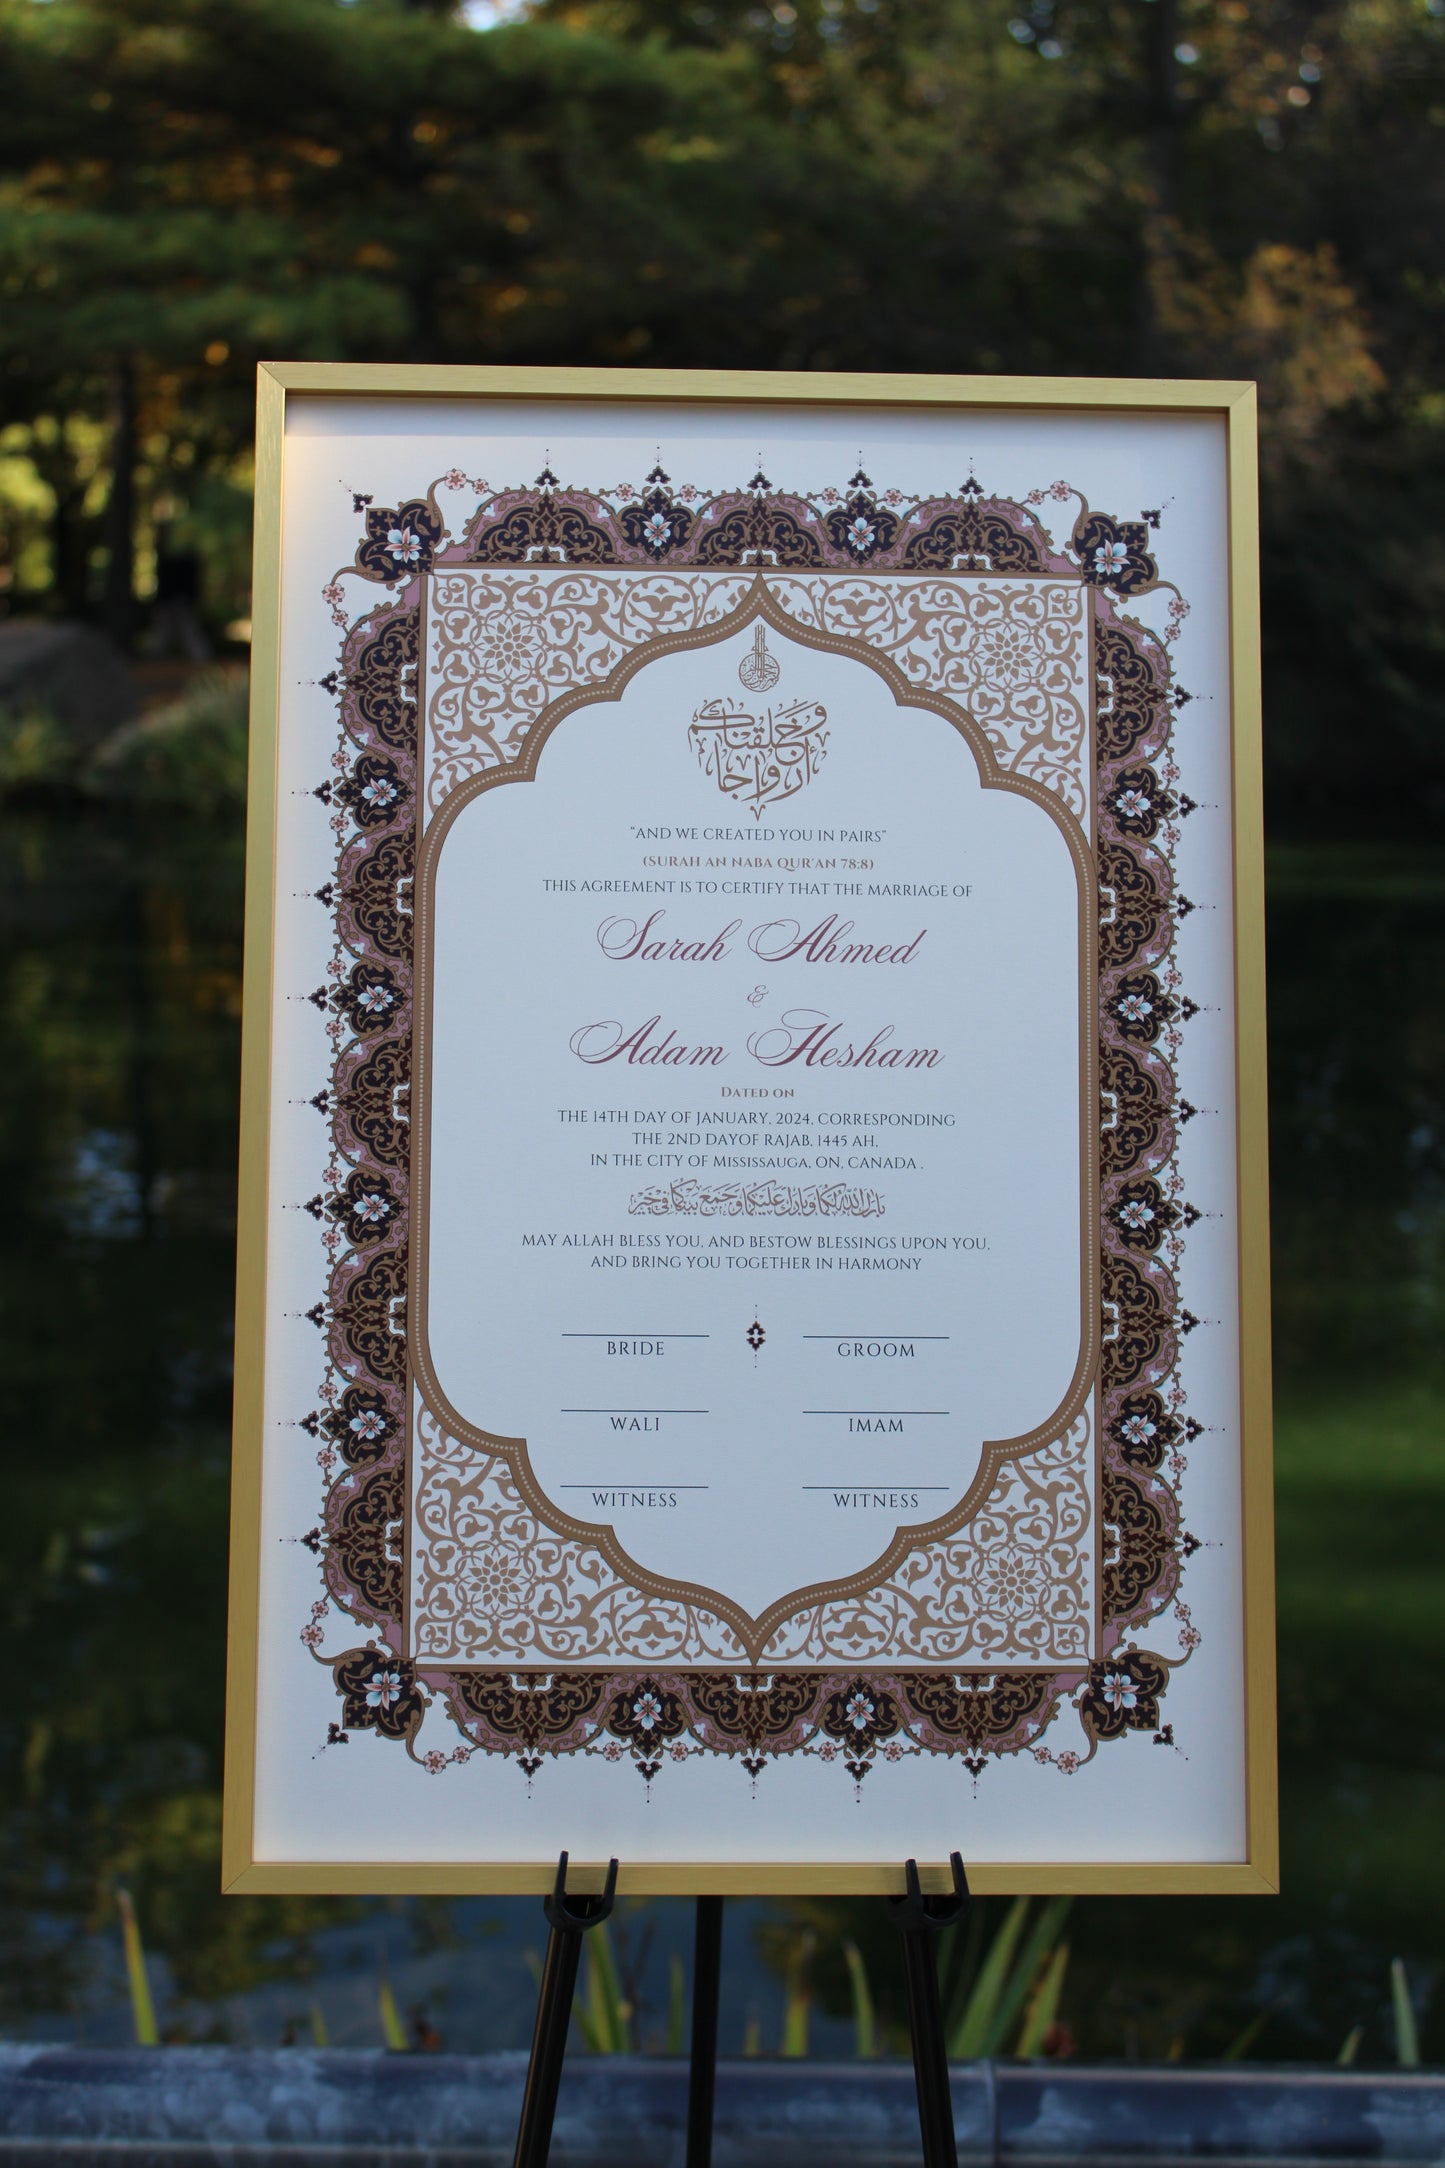 وخلقناكم
أزواجا
"AND WE CREATED YOU IN PAIRS"
(SURAH AN NABA QUR'AN 78:8)
THIS AGREEMENT IS TO CERTIFY THAT THE MARRIAGE OF
Sarah Ahmed
&
Adam Hesham
DATED ON
THE 14TH DAY OF JANUARY, 2024, CORRESPONDING
THE 2ND DAYOF RAJAB, 1445 AH,
IN THE CITY OF MISSISSAUGA, ON, CANADA .
بارك الله لكما وبارك عليكما وجمع بينكما في خير
MAY ALLAH BLESS YOU, AND BESTOW BLESSINGS UPON YOU,
AND BRING YOU TOGETHER IN HARMONY
BRIDE GROOM
WALI IMAM
WITNESS WITNESS